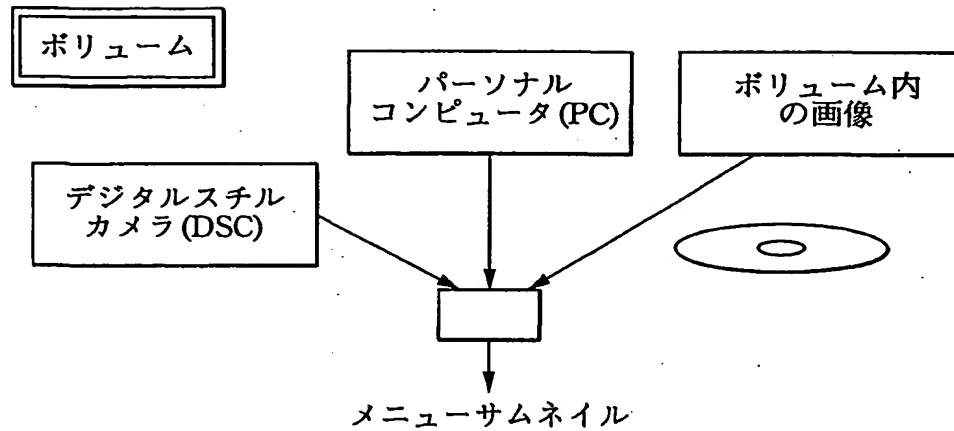 ボリューム
パーソナル
コンピュータ(PC)
ボリューム内
の画像
デジタルスチル
カメラ(DSC)
メニューサムネイル